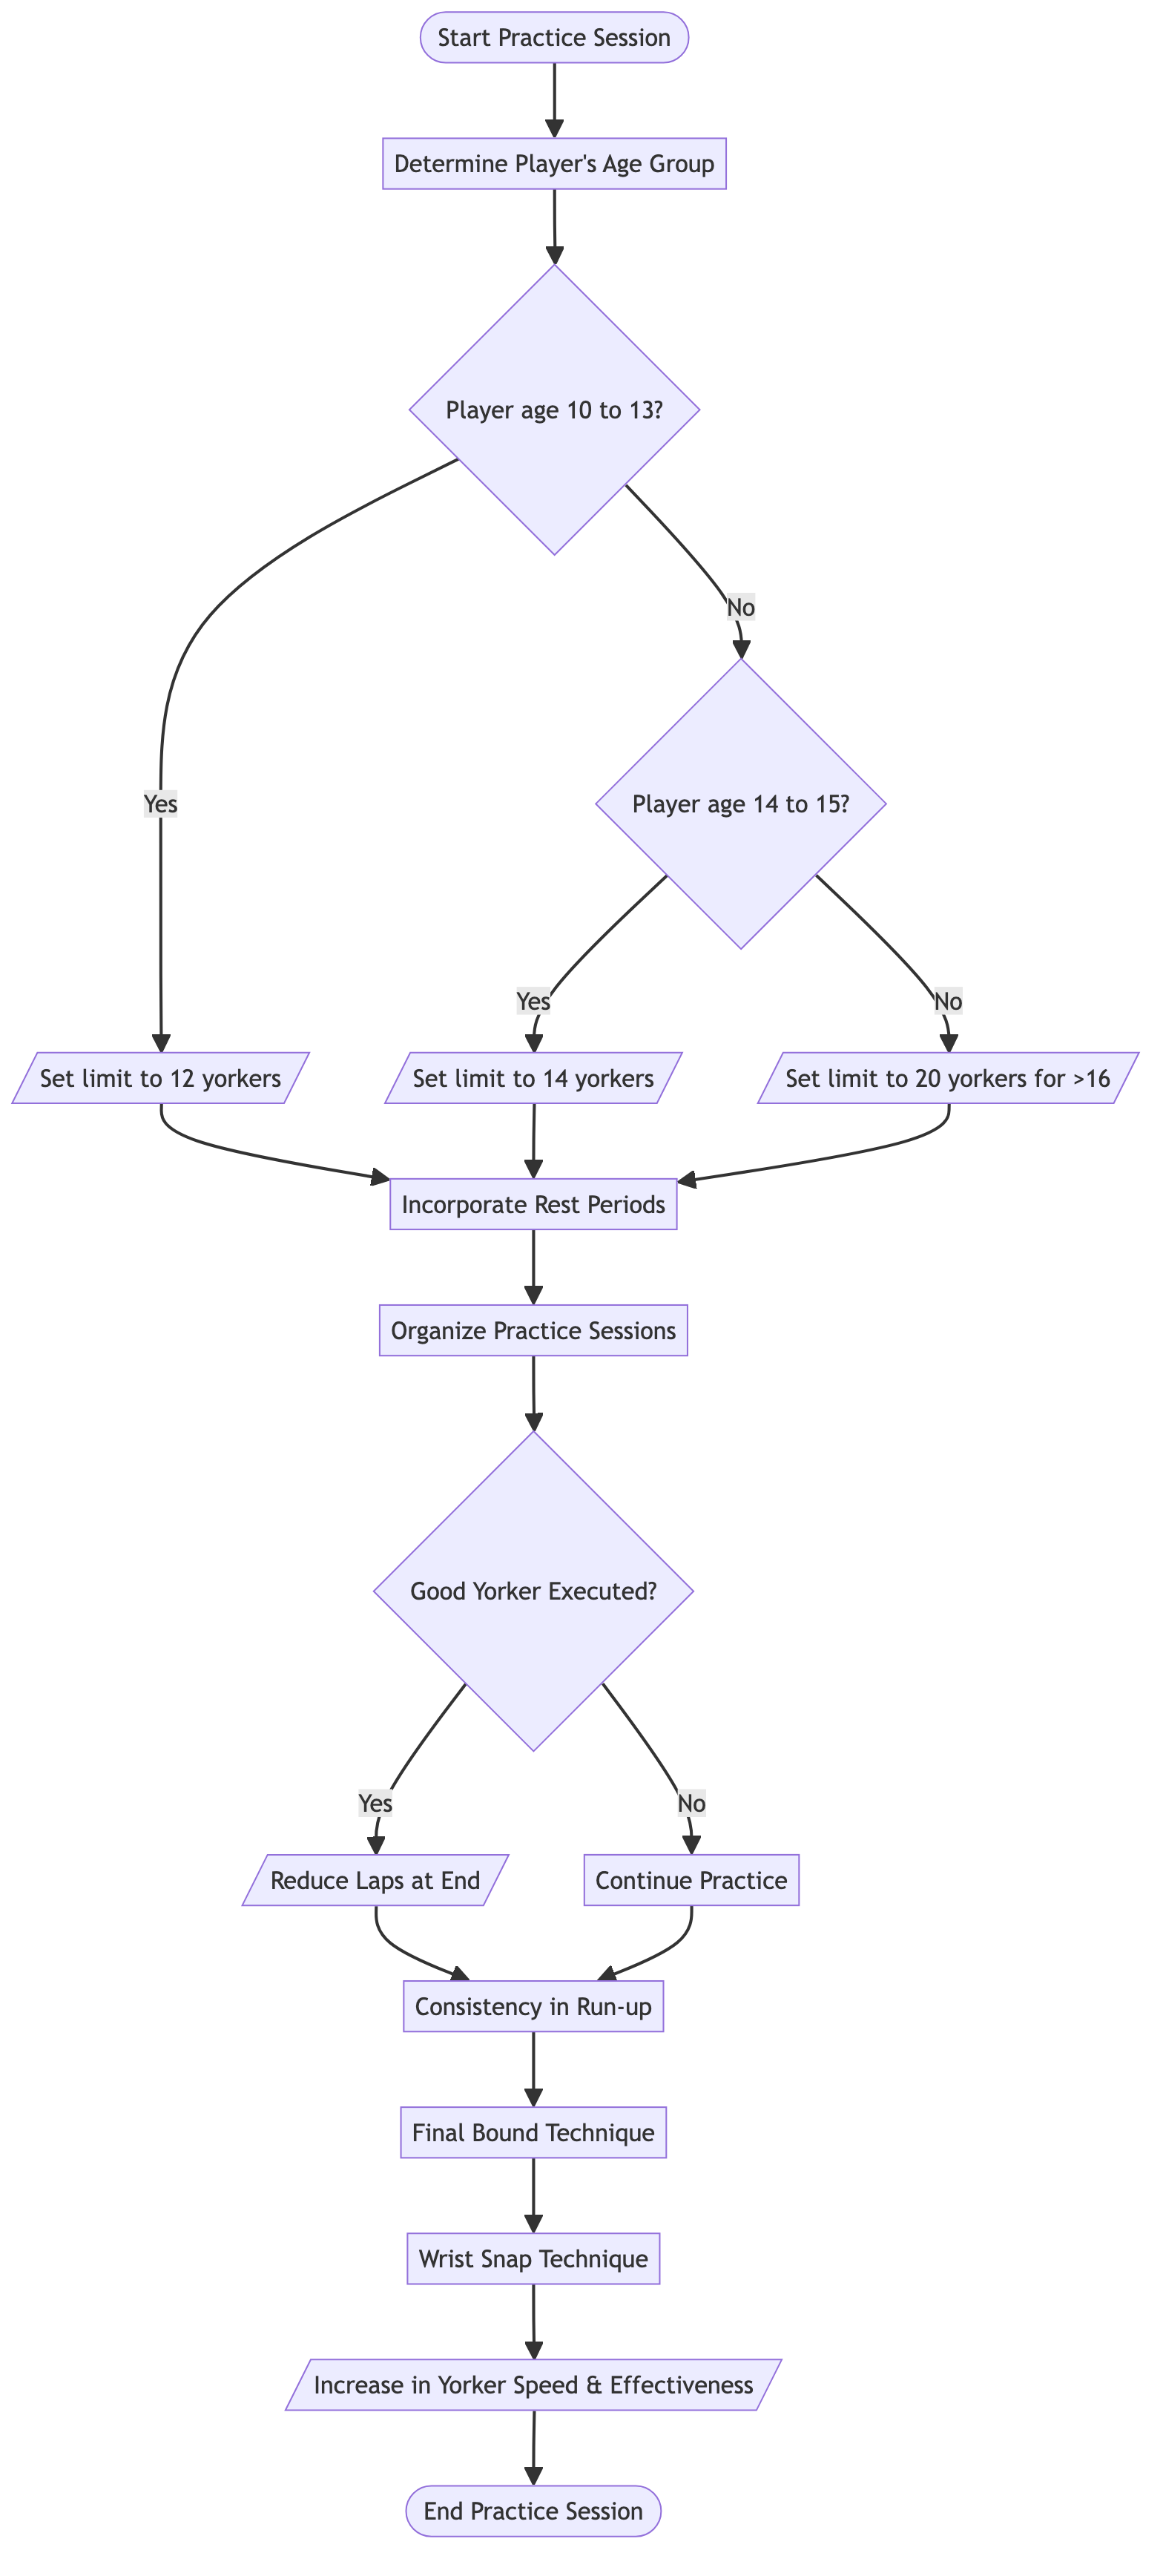 Start Practice Session
Determine Player's Age Group
Player age 10 to 13?
No
Yes
Player age 14 to 15?
Yes
No
Set limit to 12 yorkers
Set limit to 14 yorkers
Set limit to 20 yorkers for >16
Incorporate Rest Periods
Organize Practice Sessions
Good Yorker Executed?
Yes
No
Reduce Laps at End
Continue Practice
Consistency in Run-up
Final Bound Technique
Wrist Snap Technique
Increase in Yorker Speed & Effectiveness
End Practice Session